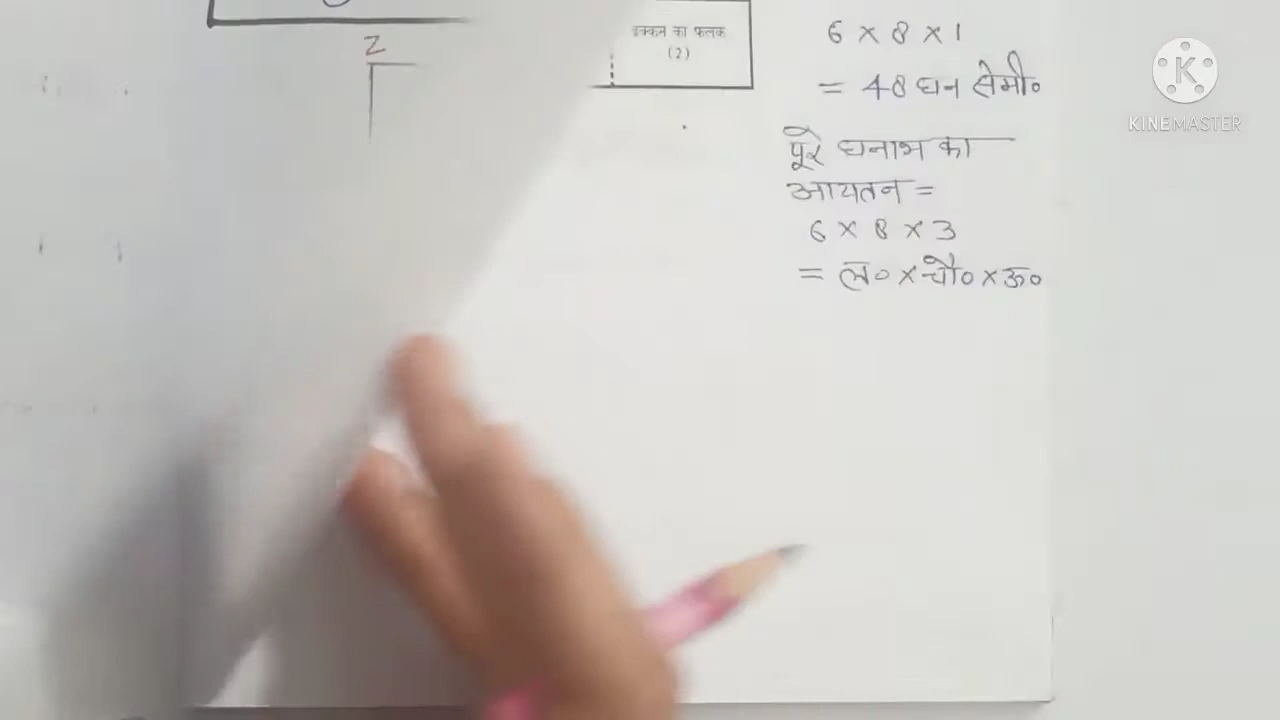 ढक्कन का फलक
(2)
2
6 × 8 × 1
= 48 घन सेमी०
पूरे घनाभ का
आयतन =
6 × 8 × 3
= ल० × चौ० × ऊ०
K
KINEMASTER